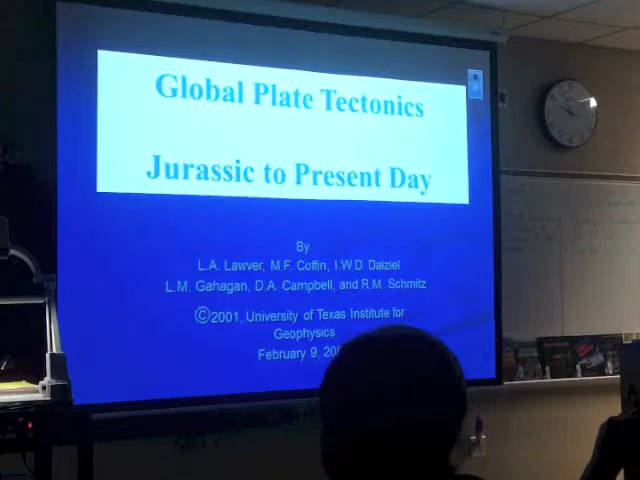 Global Plate Tectonics
Jurassic to Present Day
By
L.A. Lawver, M.F. Coffin, I.W.D. Dalziel
L.M. Gahagan, D.A. Campbell, and R.M. Schmitz
©2001, University of Texas Institute for
Geophysics
February 9,